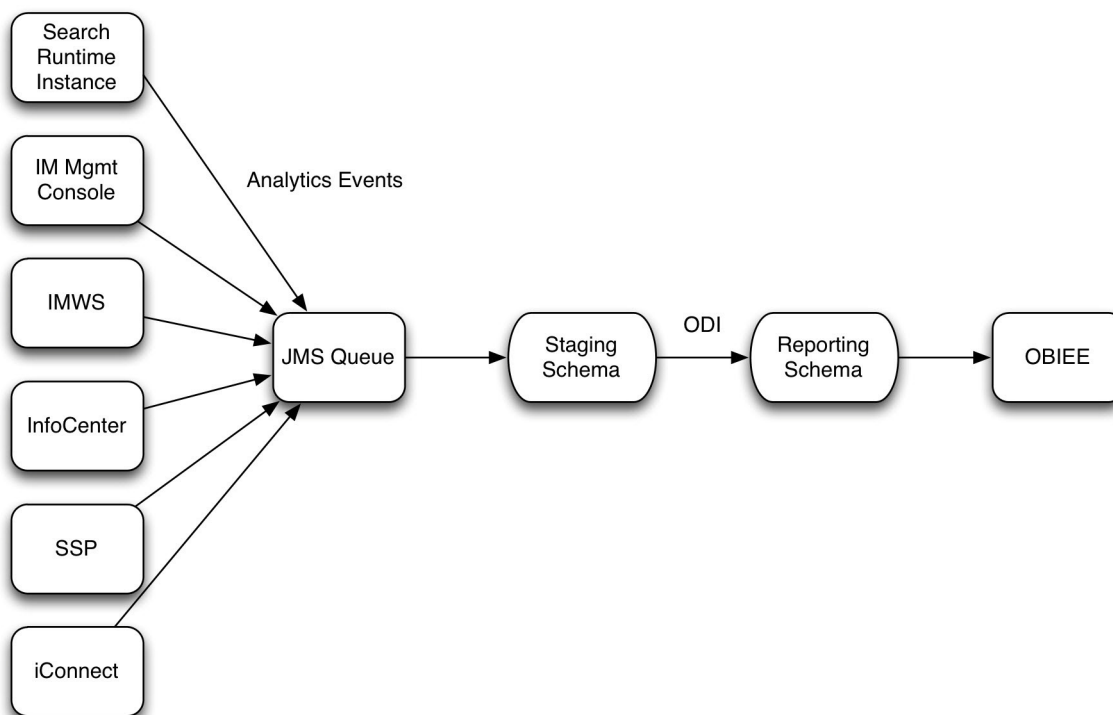 Search
Runtime
Instance
IM Mgmt
Console
Analytics Events
IMWS
InfoCenter
SSP
iConnect
JMS Queue
Staging
Schema
ODI
Reporting
Schema
OBIEE